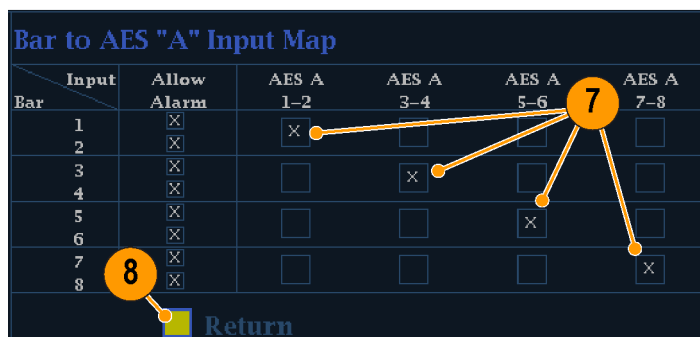 Bar to AES "A" Input Map
Input Allow AES A AES A AES A AES A
Bar Alarm 1–2 3–4 5–6 7–8
7
1 X X
2 X
3 X X
4 X
5 X X
6 X
7 X X
8 X
8
Return